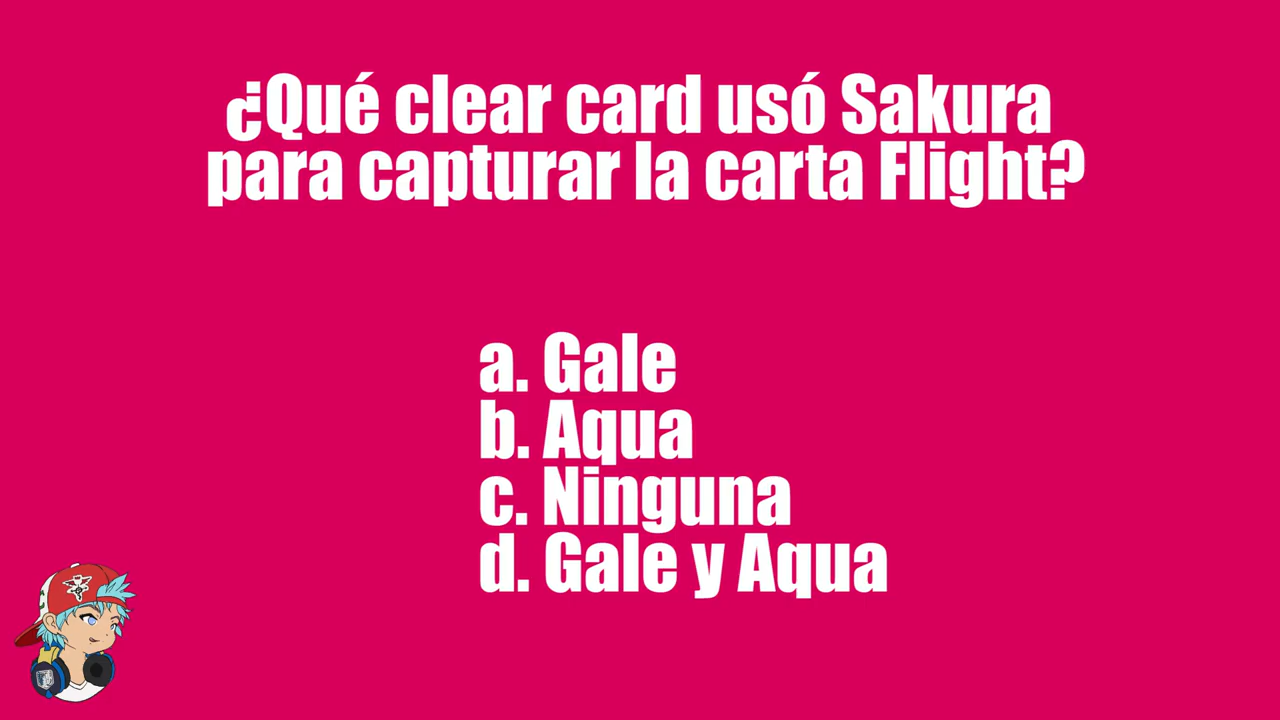 ¿Qué clear card usó Sakura
para capturar la carta Flight?
a. Gale
b. Aqua
c. Ninguna
d. Gale y Aqua